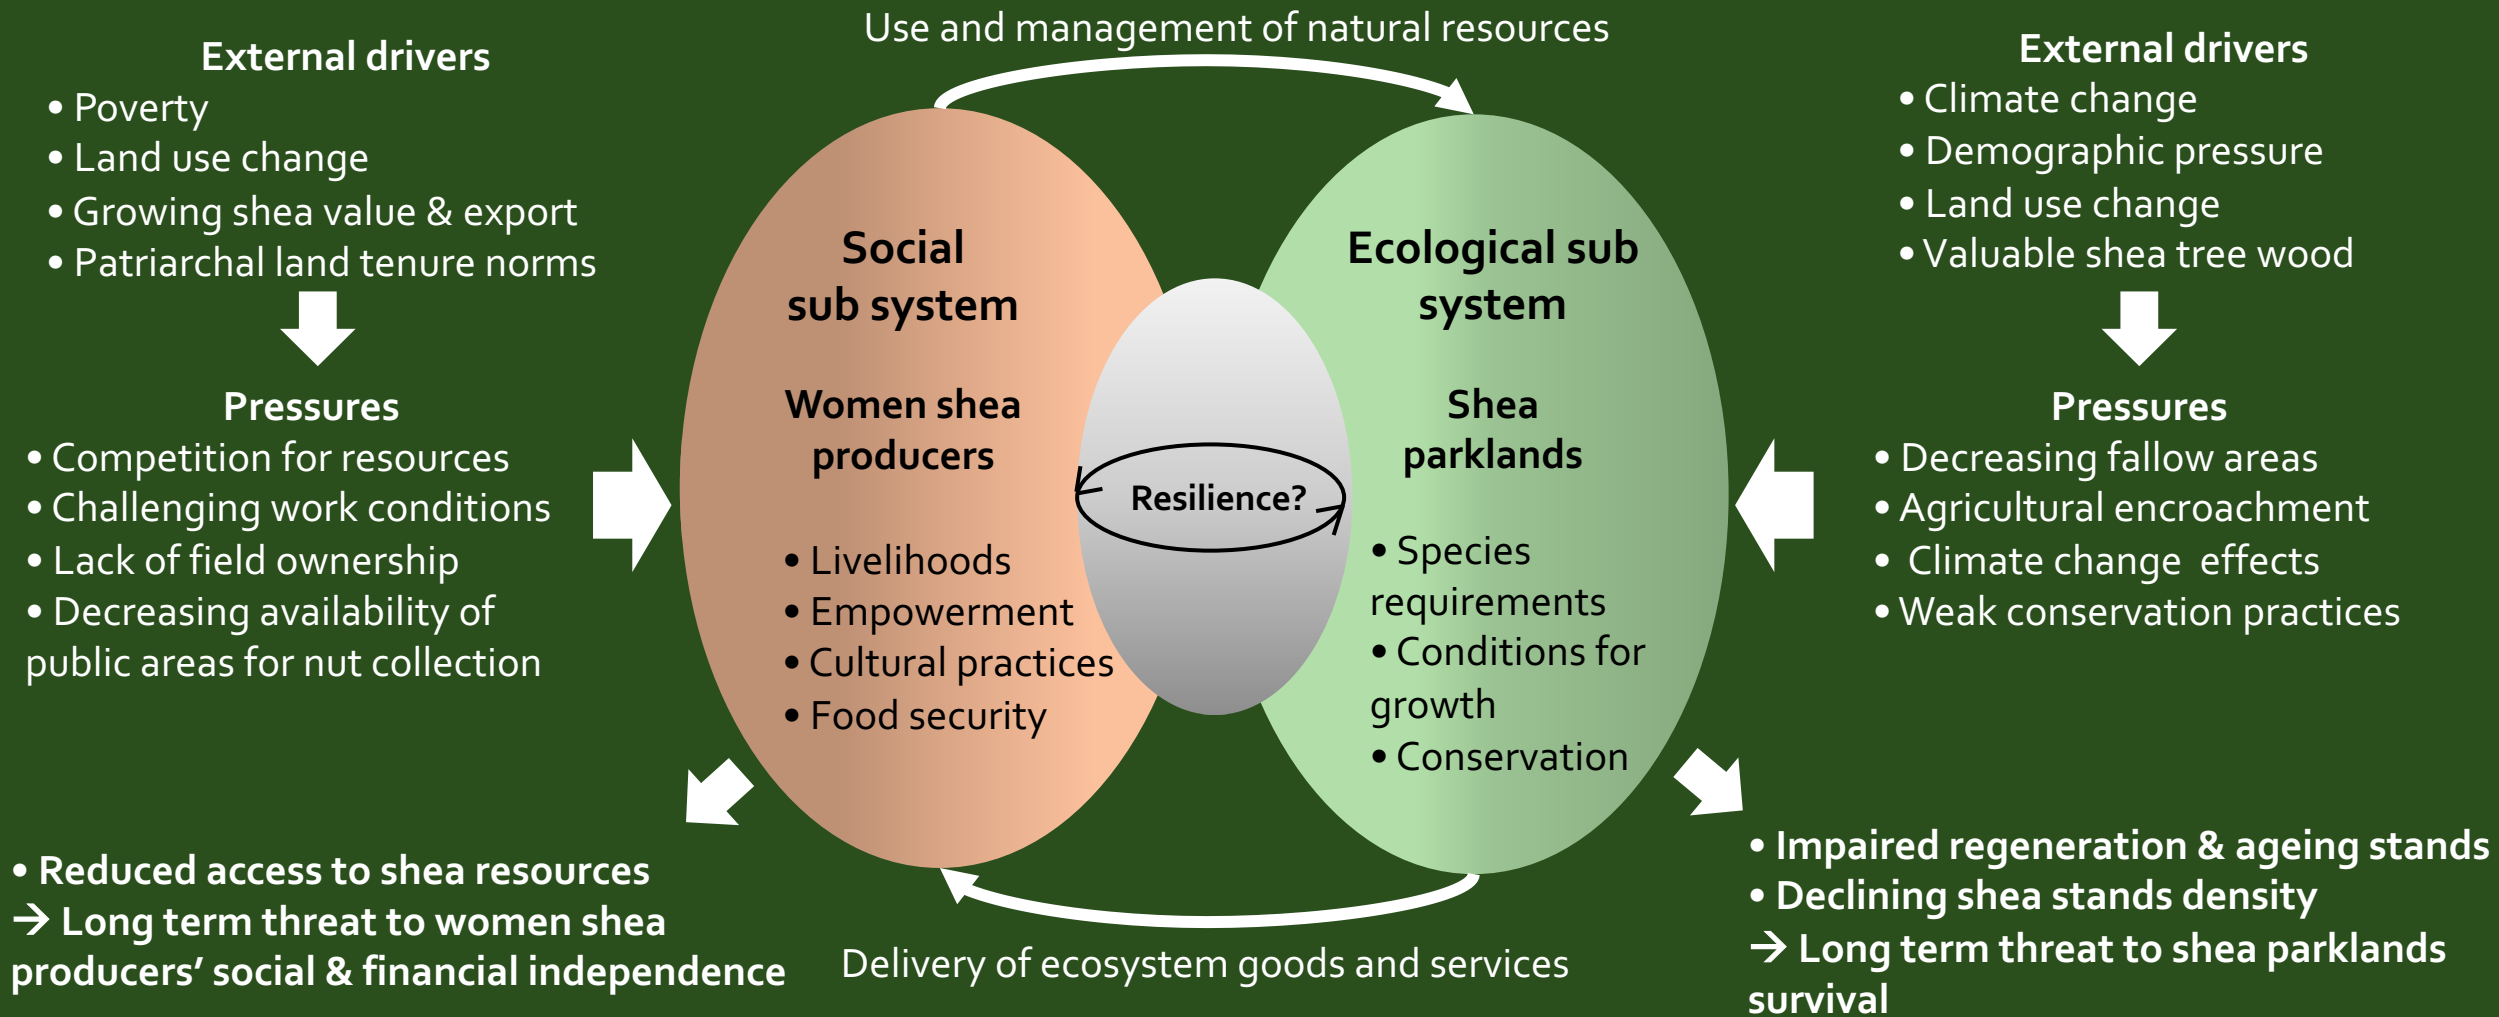 Use and management of natural resources
External drivers
• Poverty
• Land use change
• Growing shea value & export
• Patriarchal land tenure norms
Pressures
• Competition for resources
• Challenging work conditions
• Lack of field ownership
• Decreasing availability of
public areas for nut collection
• Reduced access to shea resources
→ Long term threat to women shea
producers’ social & financial independence
Social
sub system
Women shea
producers
• Livelihoods
• Empowerment
• Cultural practices
• Food security
Resilience?
Ecological sub
system
Shea
parklands
• Species
requirements
• Conditions for
growth
• Conservation
Delivery of ecosystem goods and services
External drivers
• Climate change
• Demographic pressure
• Land use change
• Valuable shea tree wood
Pressures
• Decreasing fallow areas
• Agricultural encroachment
• Climate change effects
• Weak conservation practices
• Impaired regeneration & ageing stands
• Declining shea stands density
→ Long term threat to shea parklands
survival